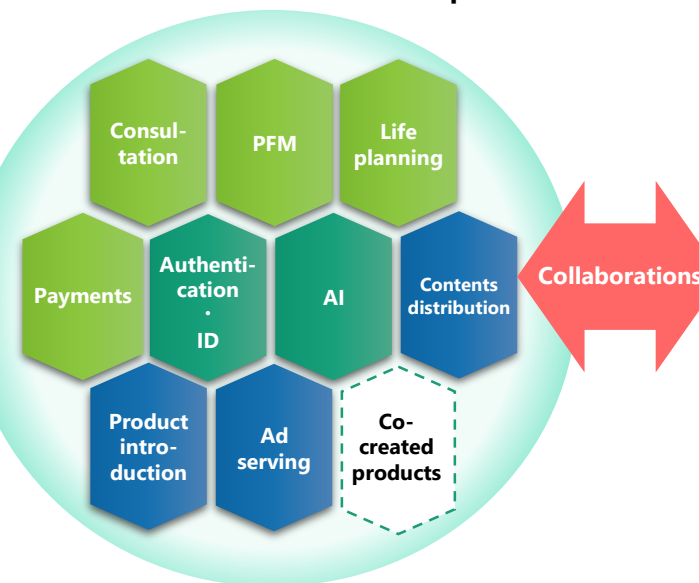 Consul-
tation
PFM
Life
planning
Payments
Authenti-
cation
・
ID
AI
Contents
distribution
Collaborations
Product
intro-
duction
Ad
serving
Co-
created
products